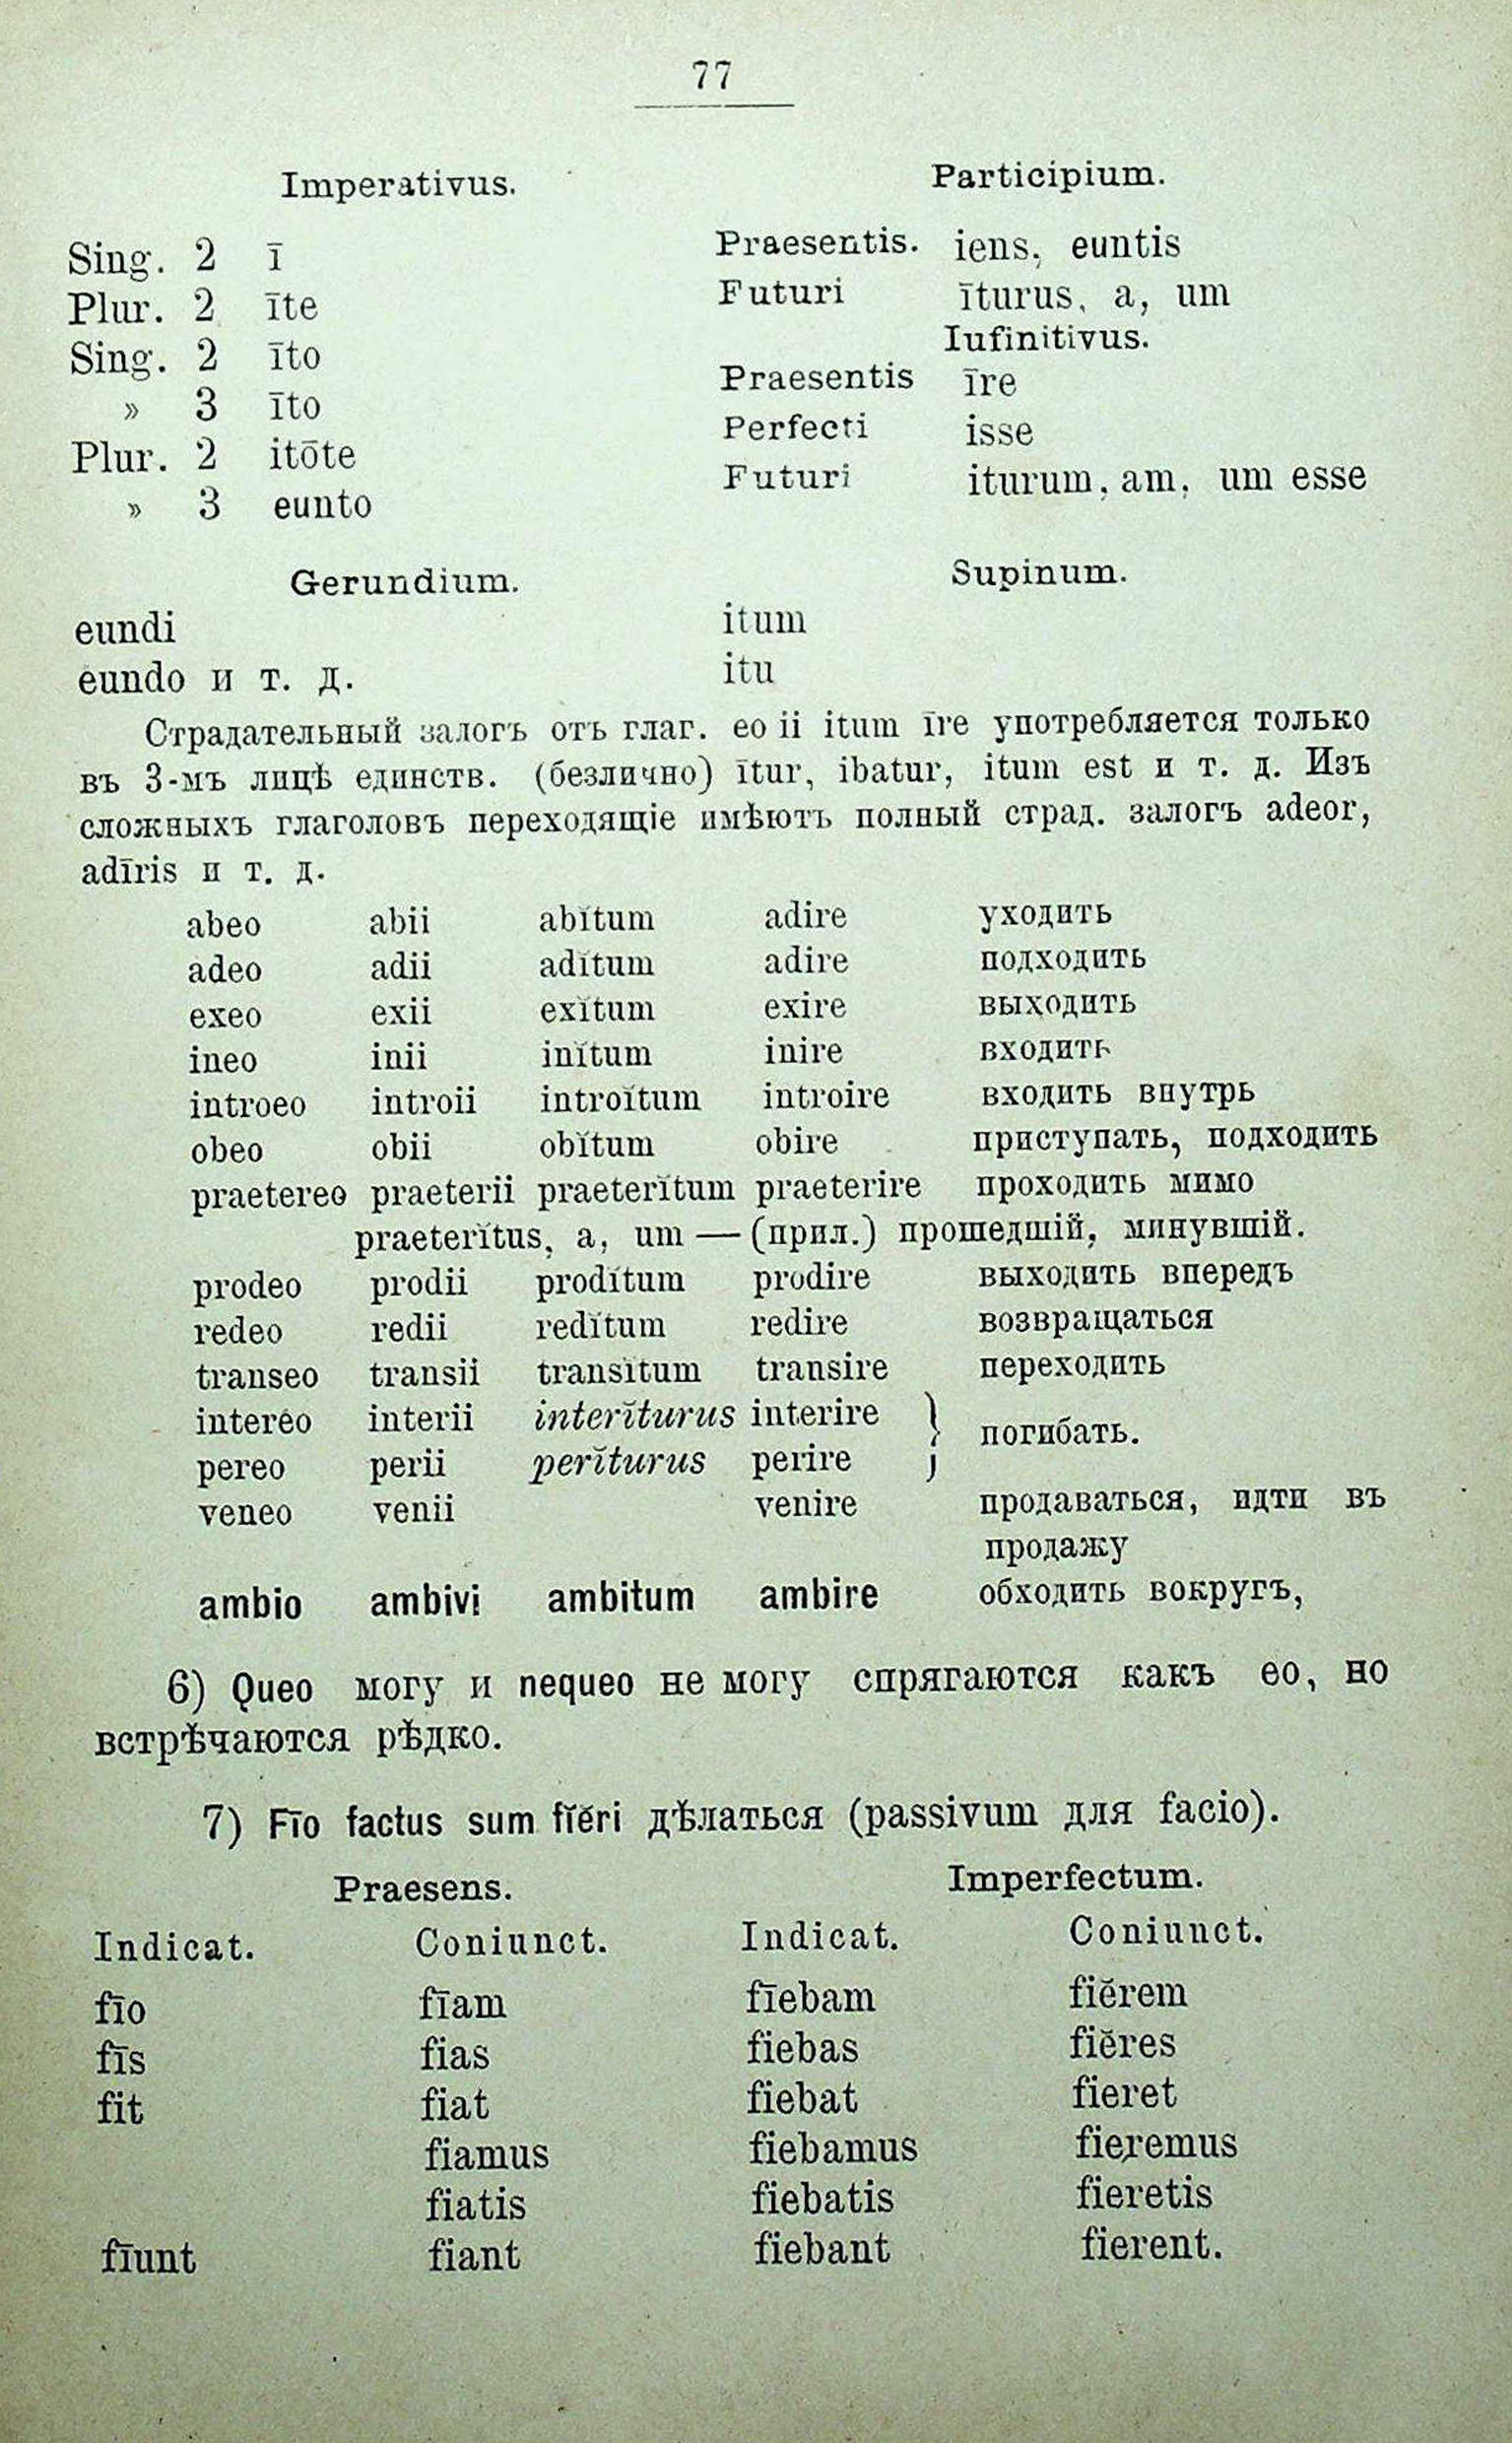 77
Imperativus. Participium.
Sing. 2 ī Praesentis. iens, euntis
Plur. 2 īte Futuri īturus, a, um
Iufinitivus.
Sing. 2 īto Praesentis īre
» 3 īto Perfecti isse
Plur. 2 itōte Futuri iturum, am, um esse
» 3 eunto
Gerundium. Supinum.
eundi itum
eundo и т. д. itu
Страдательный залогъ отъ глаг. eo ii itum īre употребляется только
въ 3-мъ лицѣ единств. (безлично) ītur, ibatur, itum est и т. д. Изъ
сложныхъ глаголовъ переходящіе имѣютъ полный страд. залогъ adeor,
adīris и т. д.
abeo abii abĭtum adire уходить
adeo adii adĭtum adire подходить
exeo exii exĭtum exire выходить
ineo inii inĭtum inire входить
introeo introii introĭtum introire входить внутрь
obeo obii obĭtum obire приступать, подходить
praetereo praeterii praeterĭtum praeterire проходить мимо
praeterĭtus, a, um — (прил.) прошедшій, минувшій.
prodeo prodii prodĭtum prodire выходить впередъ
redeo redii redĭtum redire возвращаться
transeo transii transĭtum transire переходить
intereo interii interĭturus interire } погибать.
pereo perii perĭturus perire
veneo venii venire продаваться, идти въ
продажу
ambio ambivi ambitum ambire обходить вокругъ,
6) Queo могу и nequeo не могу спрягаются какъ eo, но
встрѣчаются рѣдко.
7) Fīo factus sum fĭĕri дѣлаться (passivum для facio).
Praesens. Imperfectum.
Indicat. Coniunct. Indicat. Coniunct.
fīo fīam fīebam fiĕrem
fīs fias fiebas fiĕres
fit fiat fiebat fieret
fiamus fiebamus fieremus
fiatis fiebatis fieretis
fīunt fiant fiebant fierent.